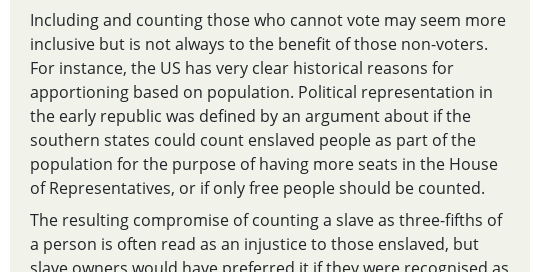 Including and counting those who cannot vote may seem more
inclusive but is not always to the benefit of those non-voters.
For instance, the US has very clear historical reasons for
apportioning based on population. Political representation in
the early republic was defined by an argument about if the
southern states could count enslaved people as part of the
population for the purpose of having more seats in the House
of Representatives, or if only free people should be counted.
The resulting compromise of counting a slave as three-fifths of
a person is often read as an injustice to those enslaved, but
slave owners would have preferred it if they were recognised as